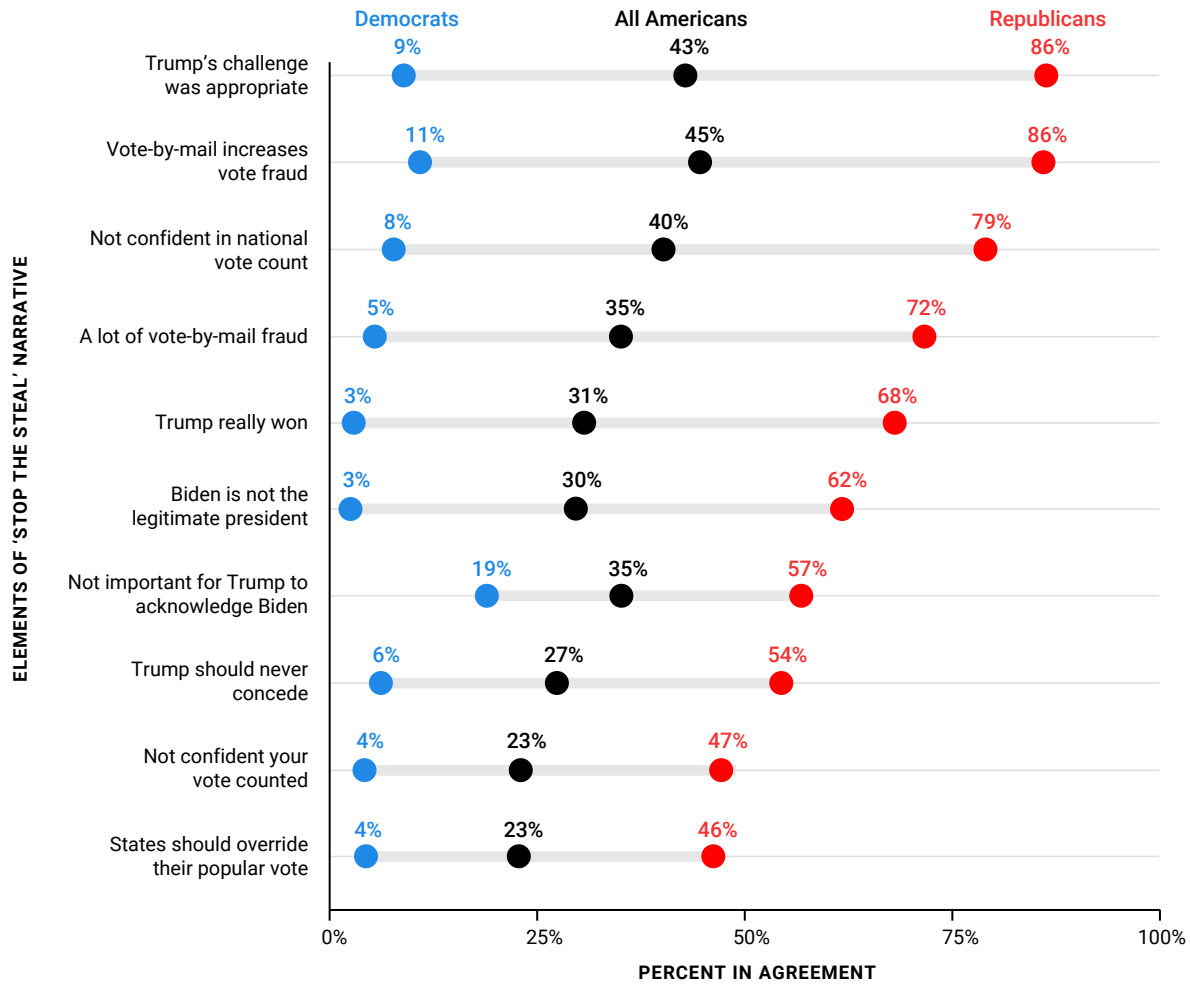 Democrats All Americans Republicans
9% 43% 86%
Trump’s challenge
was appropriate
11% 45% 86%
Vote-by-mail increases
vote fraud
8% 40% 79%
Not confident in national
vote count
5% 35% 72%
A lot of vote-by-mail fraud
3% 31% 68%
Trump really won
3% 30% 62%
Biden is not the
legitimate president
19% 35% 57%
Not important for Trump to
acknowledge Biden
6% 27% 54%
Trump should never
concede
4% 23% 47%
Not confident your
vote counted
4% 23% 46%
States should override
their popular vote
ELEMENTS OF ‘STOP THE STEAL’ NARRATIVE
0% 25% 50% 75% 100%
PERCENT IN AGREEMENT